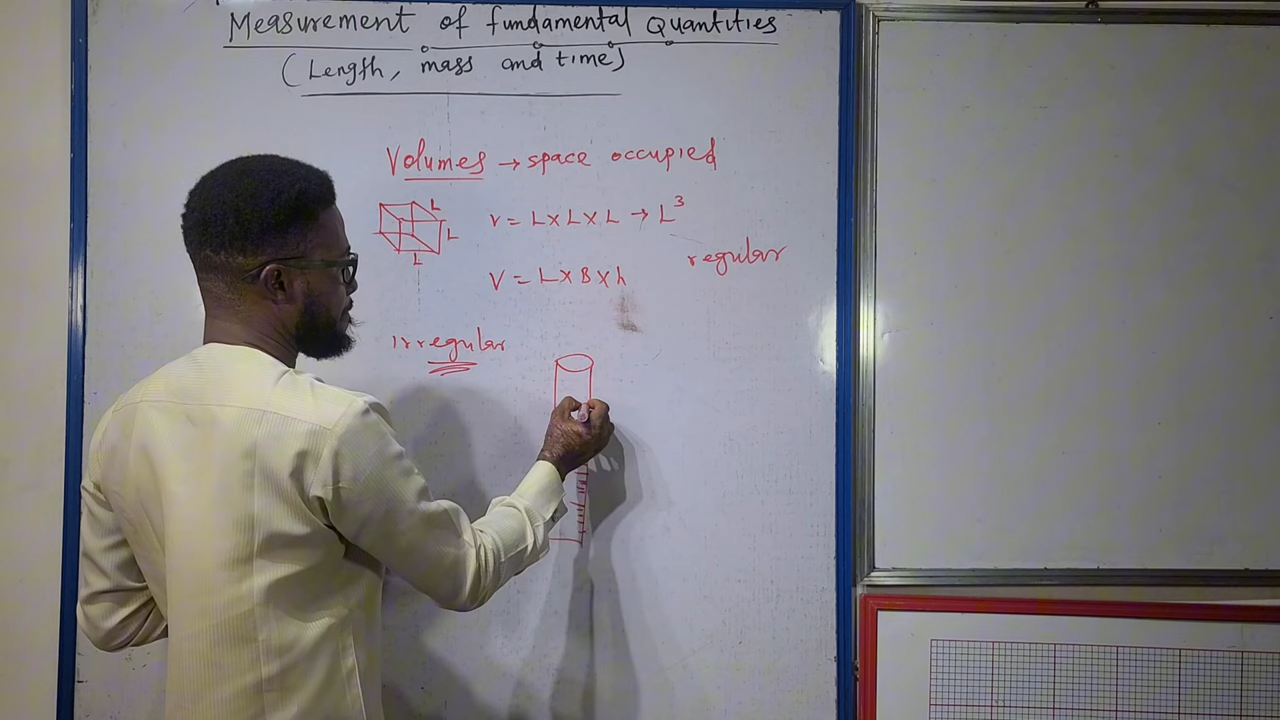 Measurement of fundamental Quantities
(Length, mass and time)
Volumes → space occupied
L
L
L
V = L x L x L → L³
regular
V = L x B x h
Irregular